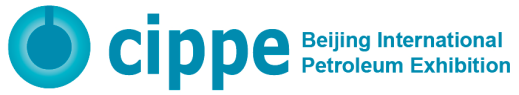 cippe
Beijing International
Petroleum Exhibition